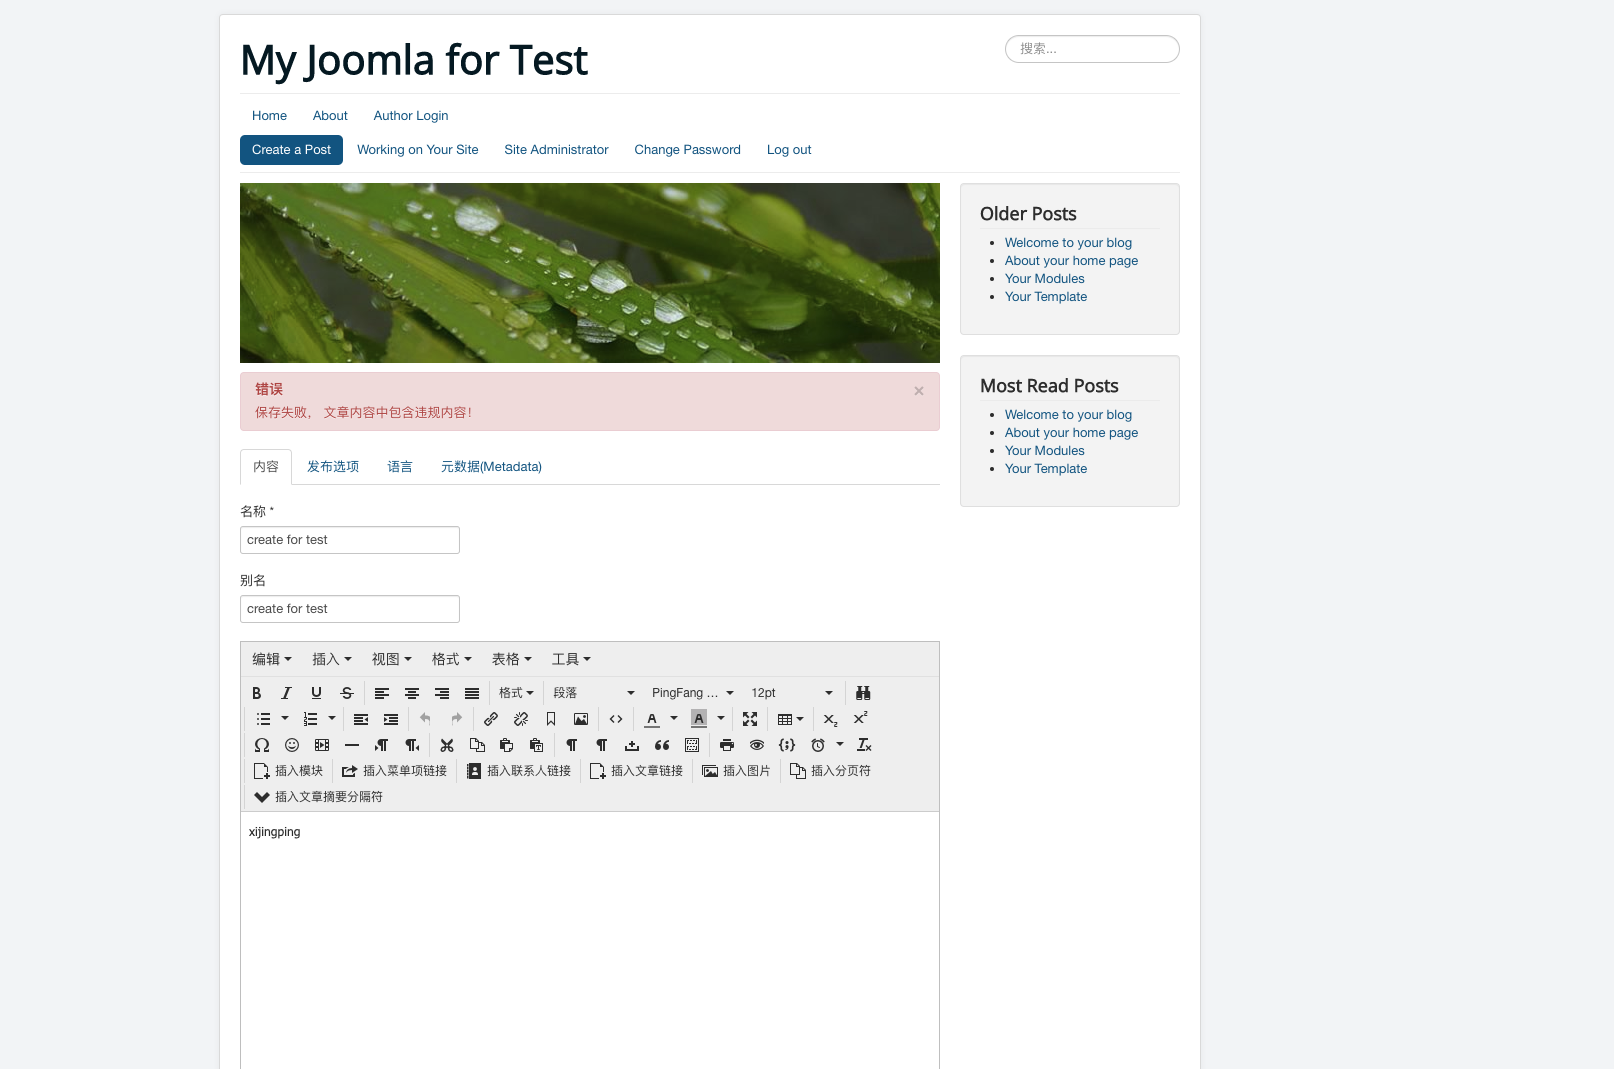 My Joomla for Test
搜索...
Home About Author Login
Create a Post Working on Your Site Site Administrator Change Password Log out
错误
×
保存失败， 文章内容中包含违规内容！
内容 发布选项 语言 元数据(Metadata)
名称 *
create for test
别名
create for test
编辑 插入 视图 格式 表格 工具
格式 段落 PingFang ... 12pt
插入模块 插入菜单项链接 插入联系人链接 插入文章链接 插入图片 插入分页符
插入文章摘要分隔符
xijingping
Older Posts
Welcome to your blog
About your home page
Your Modules
Your Template
Most Read Posts
Welcome to your blog
About your home page
Your Modules
Your Template